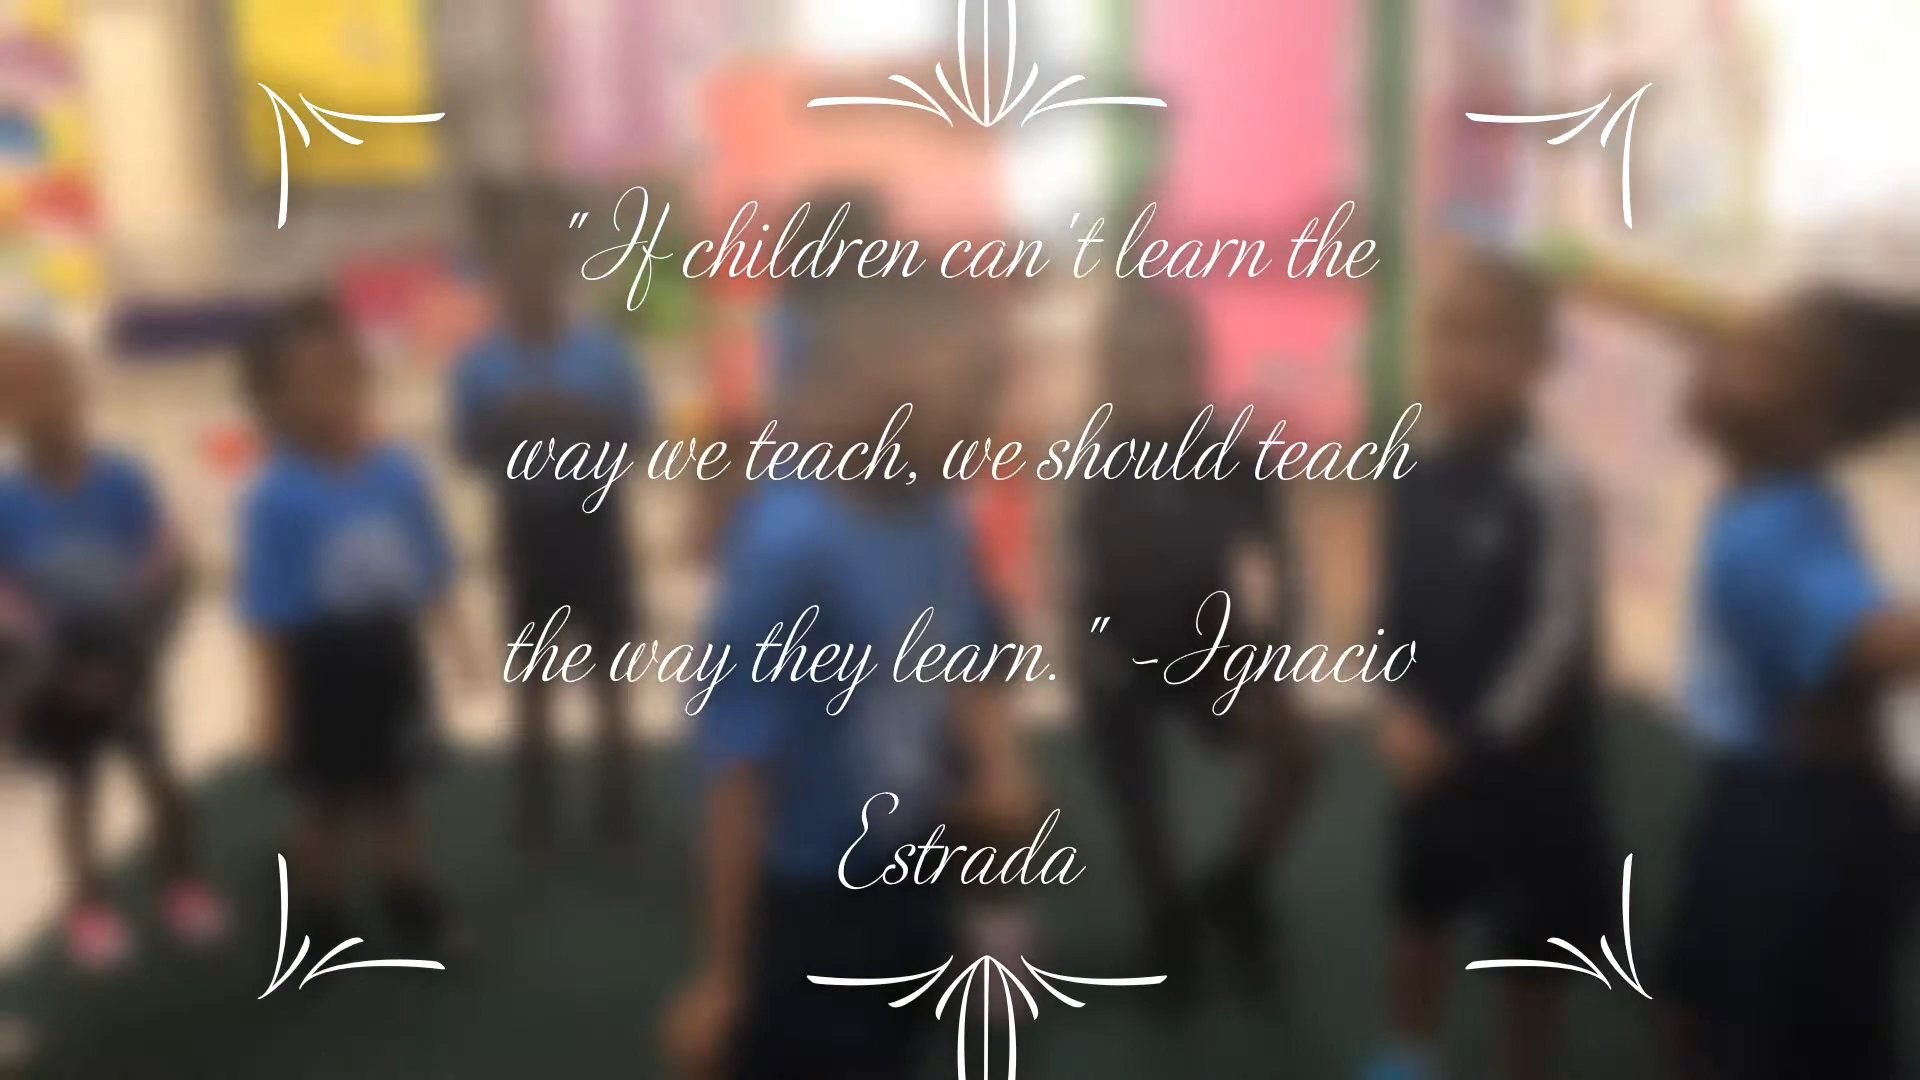 "If children can't learn the
way we teach, we should teach
the way they learn." -Ignacio
Estrada